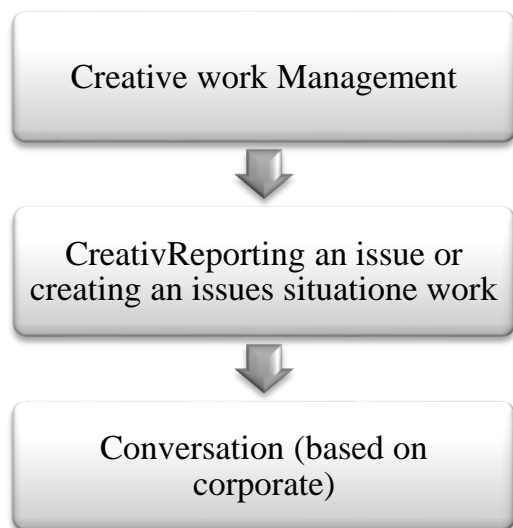 Creative work Management
CreativReporting an issue or
creating an issues situatione work
Conversation (based on
corporate)